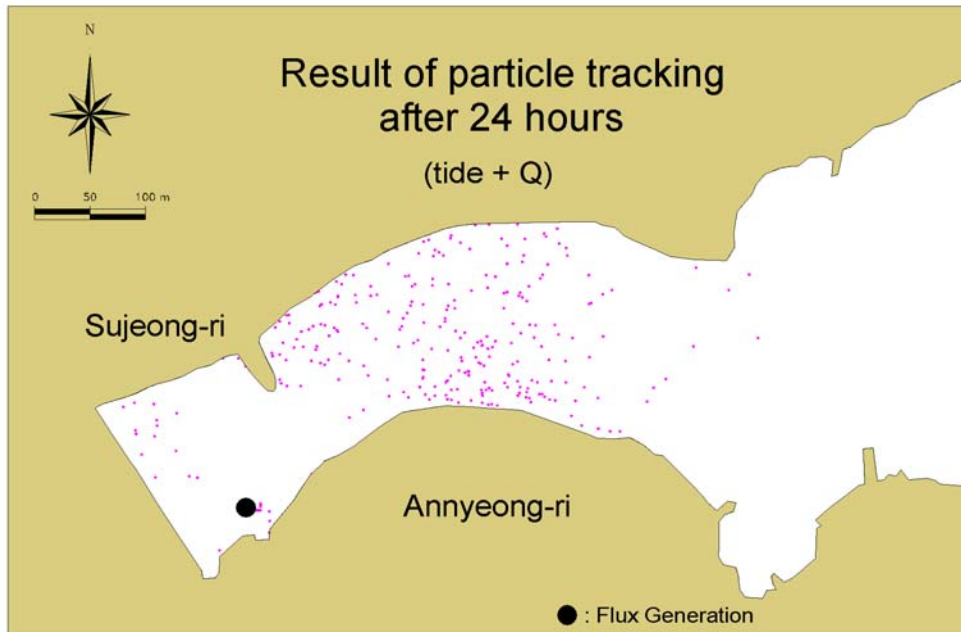 N
Result of particle tracking
after 24 hours
(tide + Q)
0 50 100 m
Sujeong-ri
Annyeong-ri
: Flux Generation